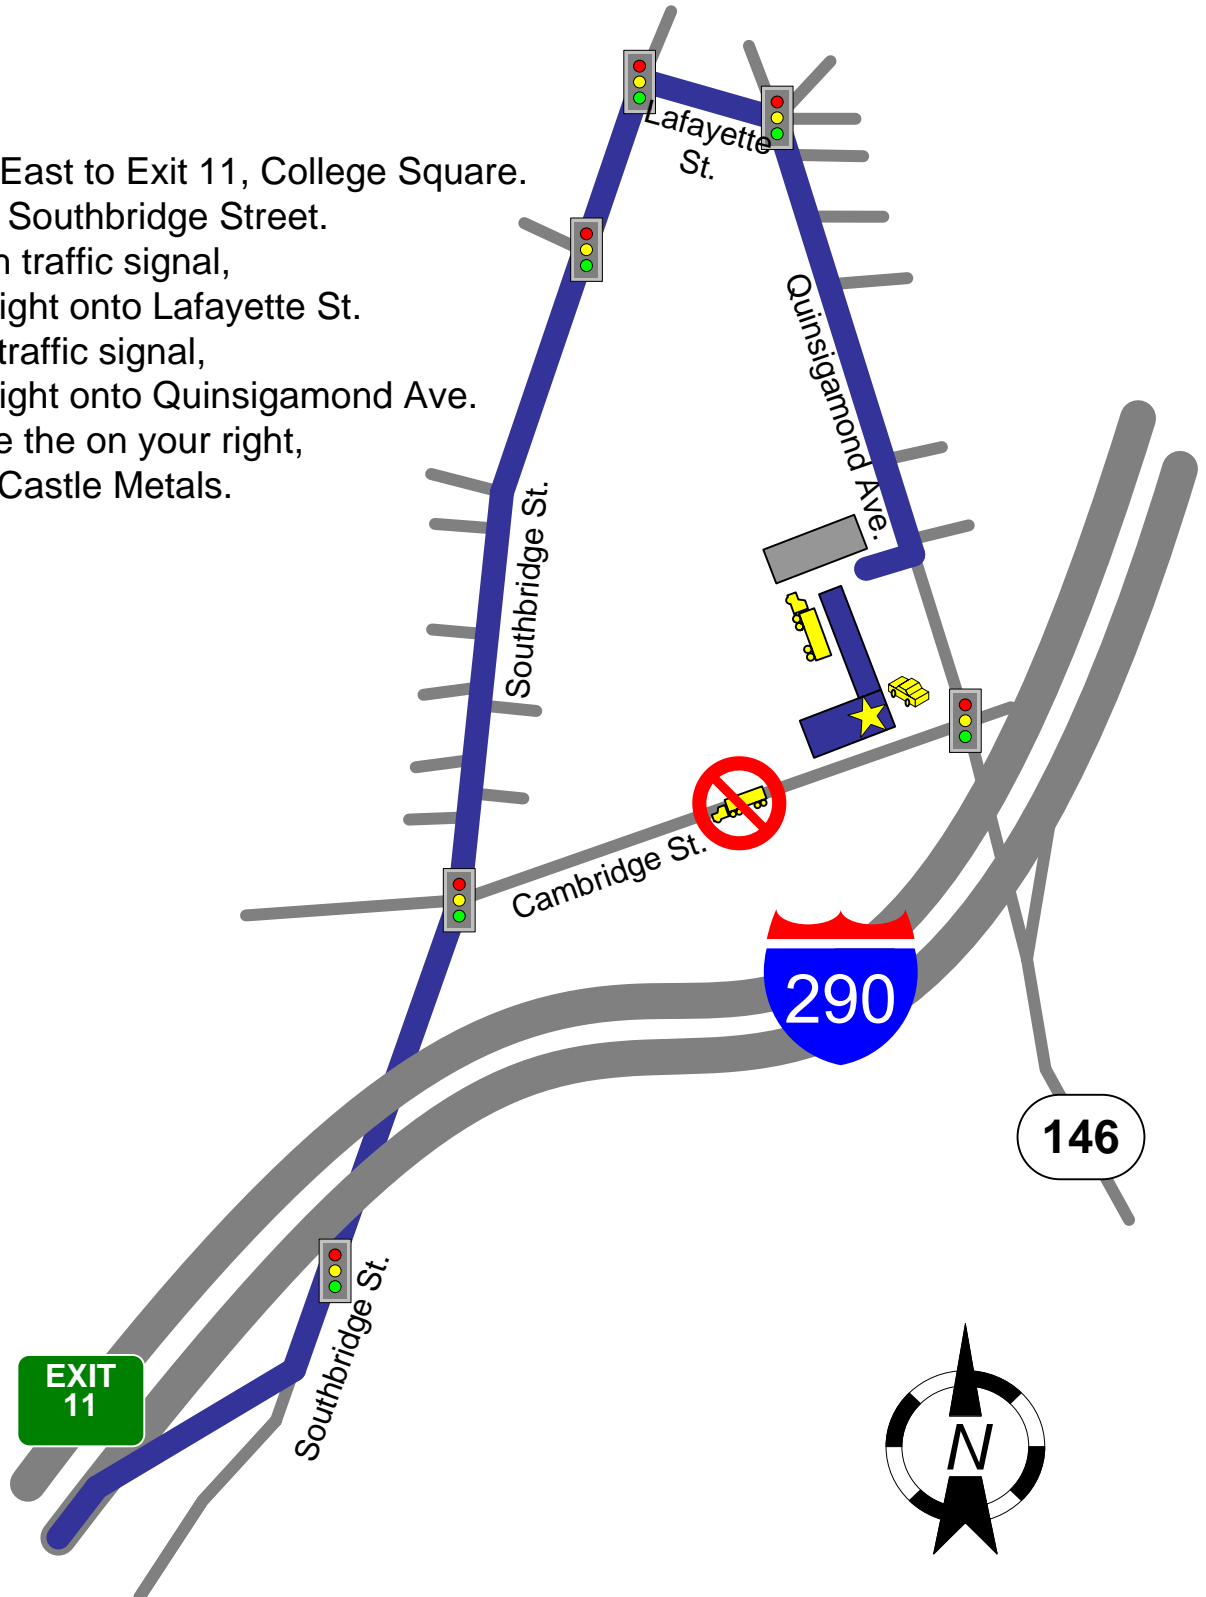 East to Exit 11, College Square.
Southbridge Street.
traffic signal,
ight onto Lafayette St.
traffic signal,
ight onto Quinsigamond Ave.
e the on your right,
Castle Metals.
Lafayette
St.
Quinsigamond Ave.
Southbridge St.
Cambridge St.
290
146
Southbridge St.
EXIT
11
N